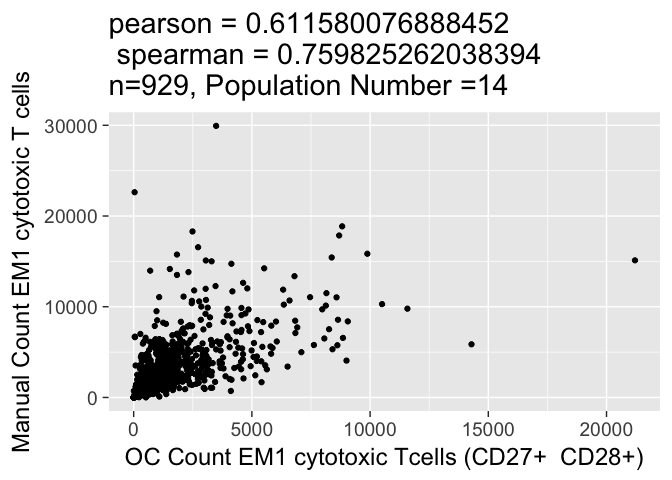 pearson = 0.611580076888452
spearman = 0.759825262038394
n=929, Population Number =14
Manual Count EM1 cytotoxic T cells
30000
20000
10000
0
0
5000
10000
15000
20000
OC Count EM1 cytotoxic Tcells (CD27+  CD28+)